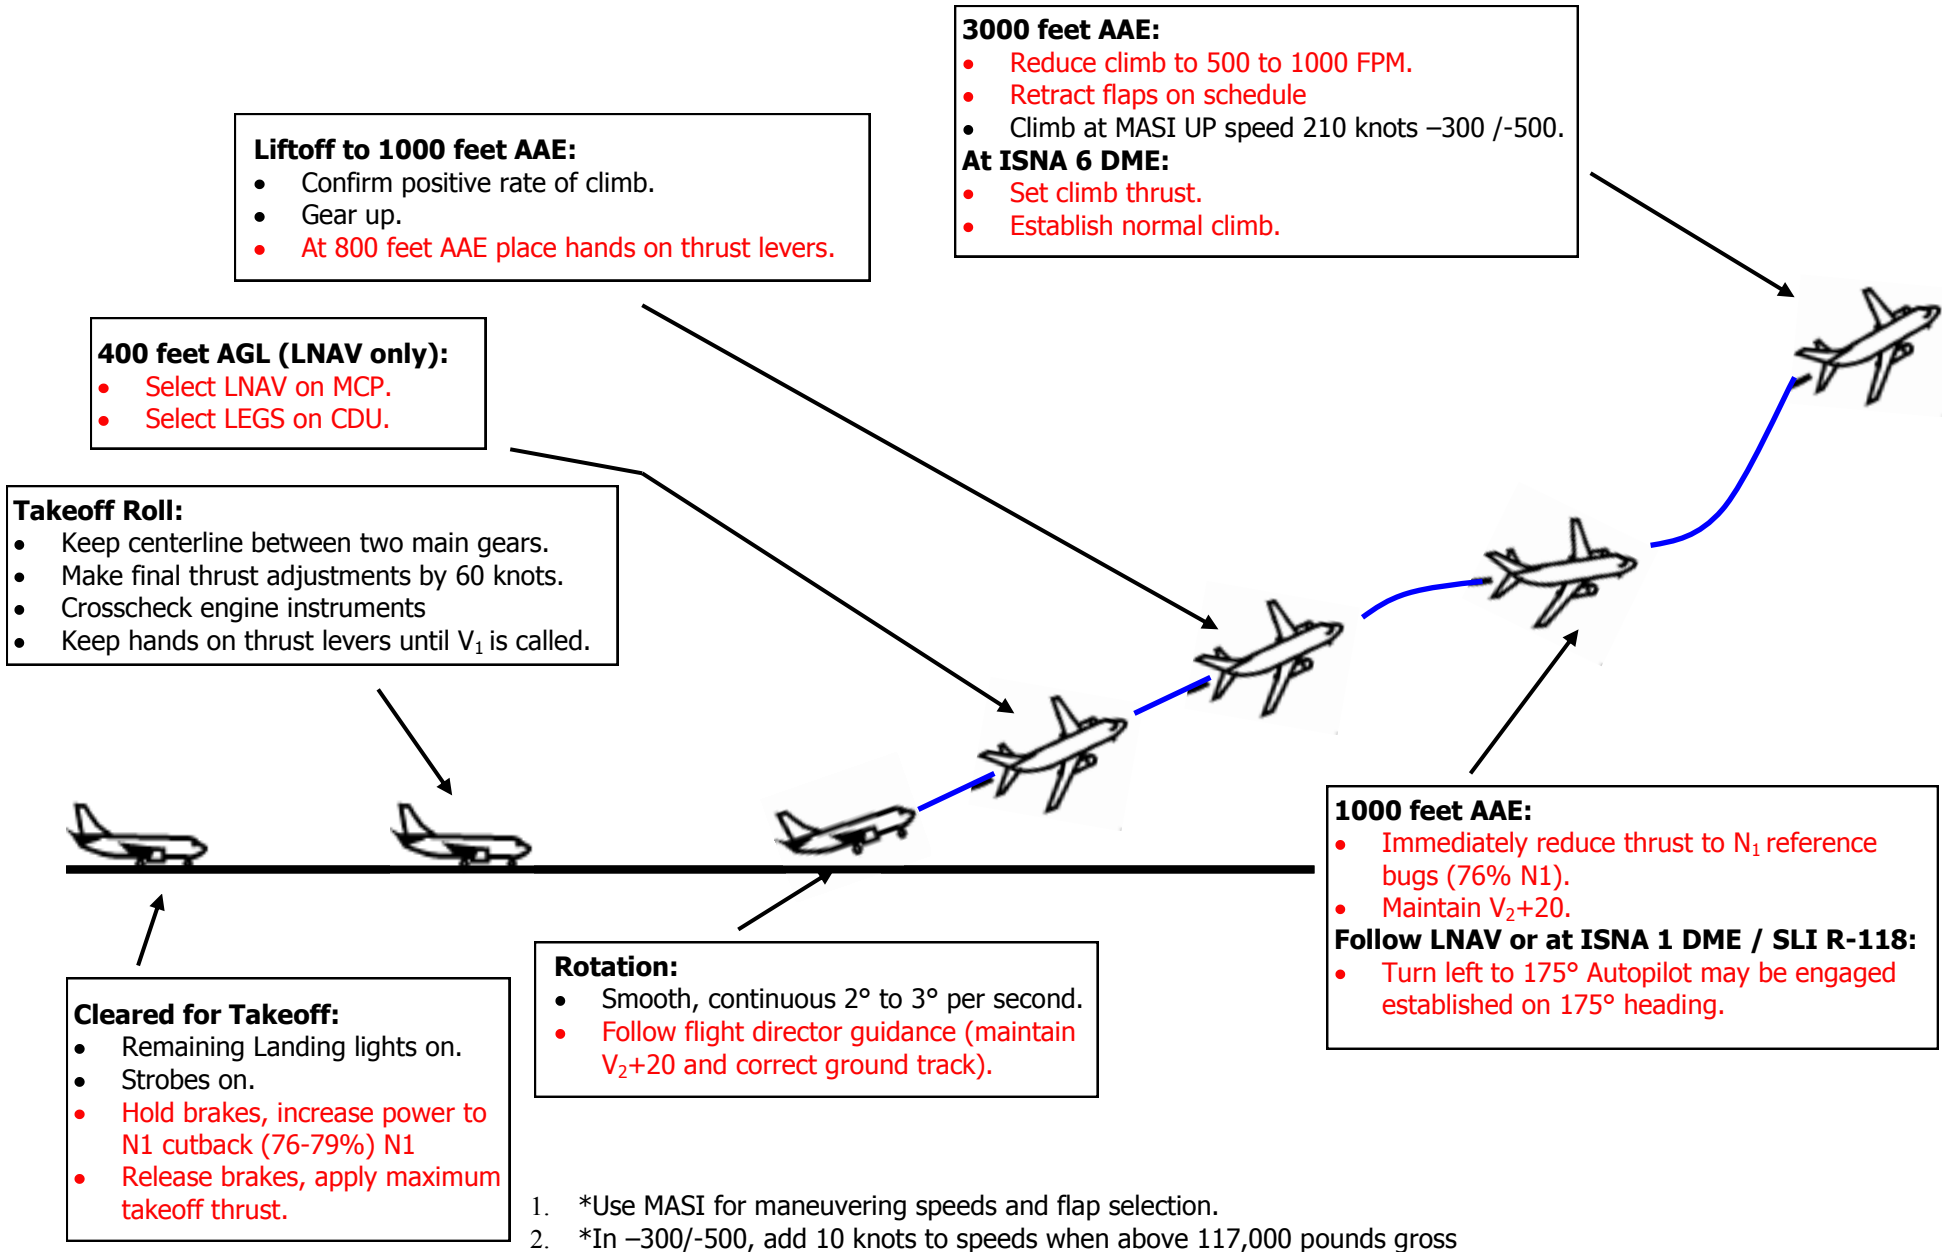 3000 feet AAE:
• Reduce climb to 500 to 1000 FPM.
• Retract flaps on schedule
• Climb at MASI UP speed 210 knots –300 /-500.
At ISNA 6 DME:
• Set climb thrust.
• Establish normal climb.
Liftoff to 1000 feet AAE:
• Confirm positive rate of climb.
• Gear up.
• At 800 feet AAE place hands on thrust levers.
400 feet AGL (LNAV only):
• Select LNAV on MCP.
• Select LEGS on CDU.
Takeoff Roll:
• Keep centerline between two main gears.
• Make final thrust adjustments by 60 knots.
• Crosscheck engine instruments
• Keep hands on thrust levers until V1 is called.
1000 feet AAE:
• Immediately reduce thrust to N1 reference
bugs (76% N1).
• Maintain V2+20.
Follow LNAV or at ISNA 1 DME / SLI R-118:
• Turn left to 175° Autopilot may be engaged
established on 175° heading.
Rotation:
• Smooth, continuous 2° to 3° per second.
• Follow flight director guidance (maintain
V2+20 and correct ground track).
Cleared for Takeoff:
• Remaining Landing lights on.
• Strobes on.
• Hold brakes, increase power to
N1 cutback (76-79%) N1
• Release brakes, apply maximum
takeoff thrust.
1. *Use MASI for maneuvering speeds and flap selection.
2. *In –300/-500, add 10 knots to speeds when above 117,000 pounds gross